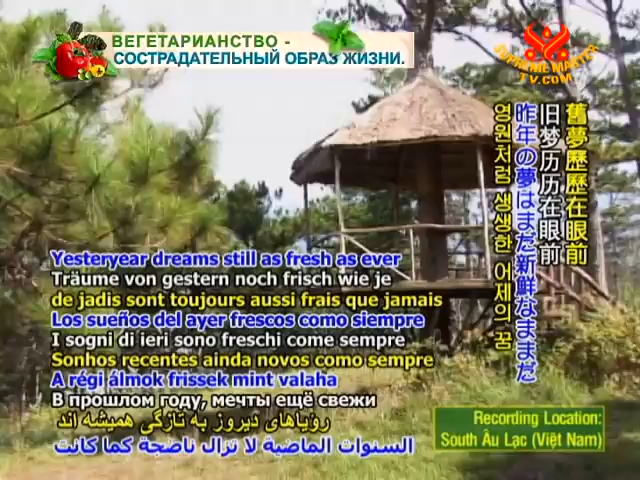 ВЕГЕТАРИАНСТВО -
СОСТРАДАТЕЛЬНЫЙ ОБРАЗ ЖИЗНИ.
SUPREME MASTER
TV.COM
舊夢歷歷在眼前
旧梦历历在眼前
昨年の夢はまだ新鮮なままだ
영원처럼 생생한 어제의 꿈
Yesteryear dreams still as fresh as ever
Träume von gestern noch frisch wie je
de jadis sont toujours aussi frais que jamais
Los sueños del ayer frescos como siempre
I sogni di ieri sono freschi come sempre
Sonhos recentes ainda novos como sempre
A régi álmok frissek mint valaha
В прошлом году, мечты ещё свежи
رؤیاهای دیروز به تازگی همیشه اند
السنوات الماضية لا تزال ناضجة كما كانت
Recording Location:
South Âu Lạc (Việt Nam)